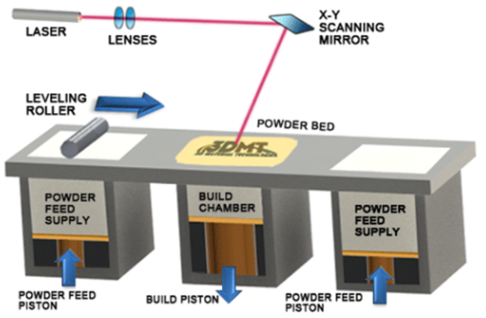 LASER
LENSES
X-Y
SCANNING
MIRROR
LEVELING
ROLLER
POWDER BED
3DMT
POWDER
FEED
SUPPLY
BUILD
CHAMBER
POWDER
FEED
SUPPLY
POWDER FEED
PISTON
BUILD PISTON
POWDER FEED
PISTON